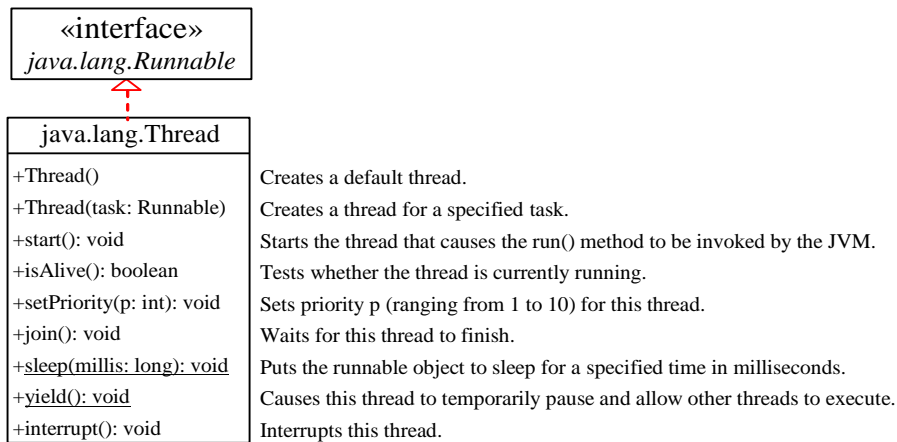 «interface»
java.lang.Runnable
java.lang.Thread
+Thread() Creates a default thread.
+Thread(task: Runnable) Creates a thread for a specified task.
+start(): void Starts the thread that causes the run() method to be invoked by the JVM.
+isAlive(): boolean Tests whether the thread is currently running.
+setPriority(p: int): void Sets priority p (ranging from 1 to 10) for this thread.
+join(): void Waits for this thread to finish.
+sleep(millis: long): void Puts the runnable object to sleep for a specified time in milliseconds.
+yield(): void Causes this thread to temporarily pause and allow other threads to execute.
+interrupt(): void Interrupts this thread.